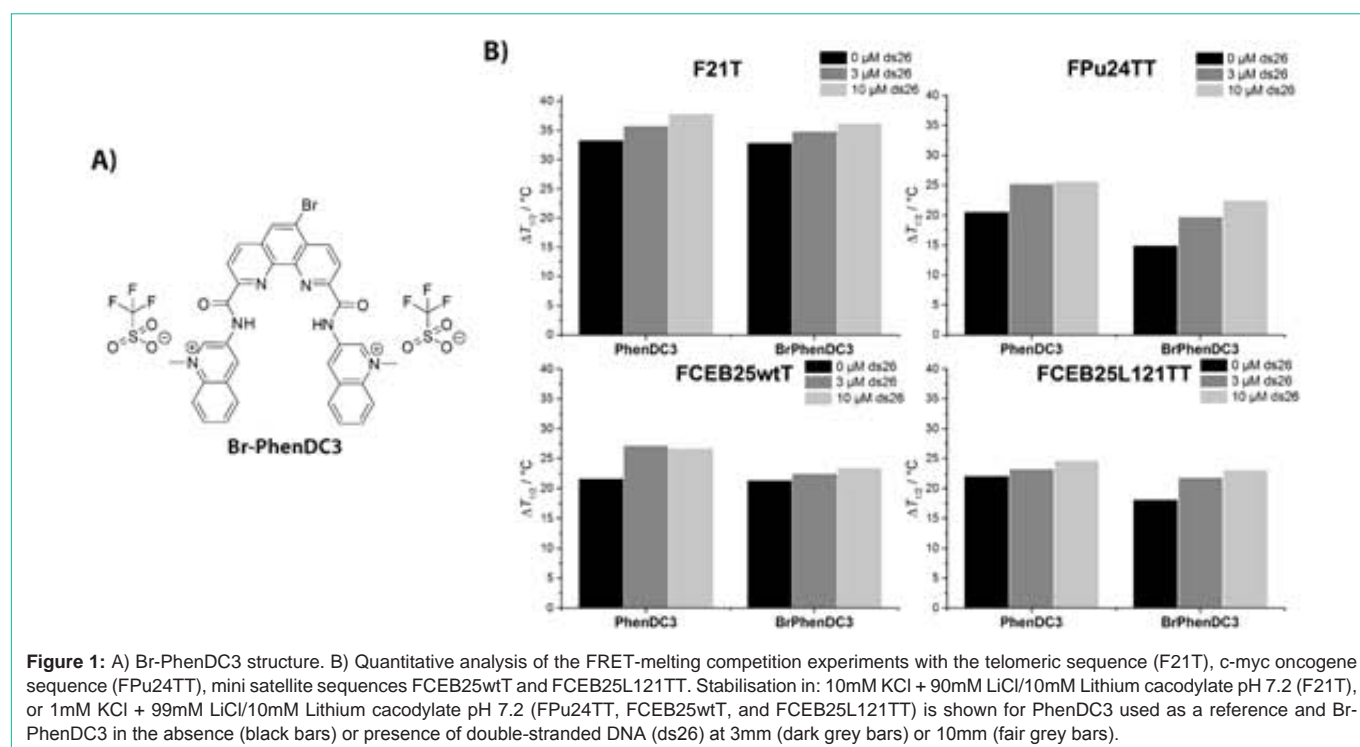 A)
Br
N
N
O
O
NH
HN
F
F
F
S
O
O
O⊖
F
F
F
S
O
O
O⊖
N⊕
N⊕
Br-PhenDC3
B)
F21T
0 µM ds26
3 µM ds26
10 µM ds26
ΔT1/2 / °C
40
35
30
25
20
15
10
5
0
PhenDC3 BrPhenDC3
FPu24TT
0 µM ds26
3 µM ds26
10 µM ds26
ΔT1/2 / °C
40
35
30
25
20
15
10
5
0
PhenDC3 BrPhenDC3
FCEB25wtT
0 µM ds26
3 µM ds26
10 µM ds26
ΔT1/2 / °C
40
35
30
25
20
15
10
5
0
PhenDC3 BrPhenDC3
FCEB25L121TT
0 µM ds26
3 µM ds26
10 µM ds26
ΔT1/2 / °C
40
35
30
25
20
15
10
5
0
PhenDC3 BrPhenDC3
Figure 1: A) Br-PhenDC3 structure. B) Quantitative analysis of the FRET-melting competition experiments with the telomeric sequence (F21T), c-myc oncogene
sequence (FPu24TT), mini satellite sequences FCEB25wtT and FCEB25L121TT. Stabilisation in: 10mM KCl + 90mM LiCl/10mM Lithium cacodylate pH 7.2 (F21T),
or 1mM KCl + 99mM LiCl/10mM Lithium cacodylate pH 7.2 (FPu24TT, FCEB25wtT, and FCEB25L121TT) is shown for PhenDC3 used as a reference and Br-
PhenDC3 in the absence (black bars) or presence of double-stranded DNA (ds26) at 3mm (dark grey bars) or 10mm (fair grey bars).